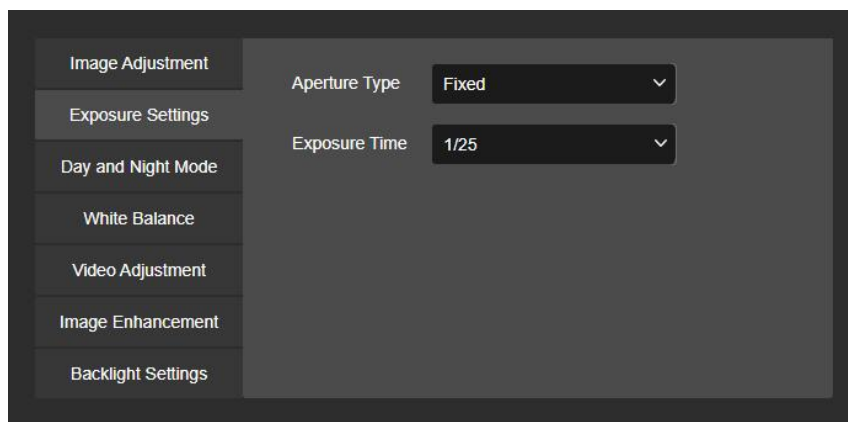 Image Adjustment
Exposure Settings
Day and Night Mode
White Balance
Video Adjustment
Image Enhancement
Backlight Settings
Aperture Type Fixed
Exposure Time 1/25